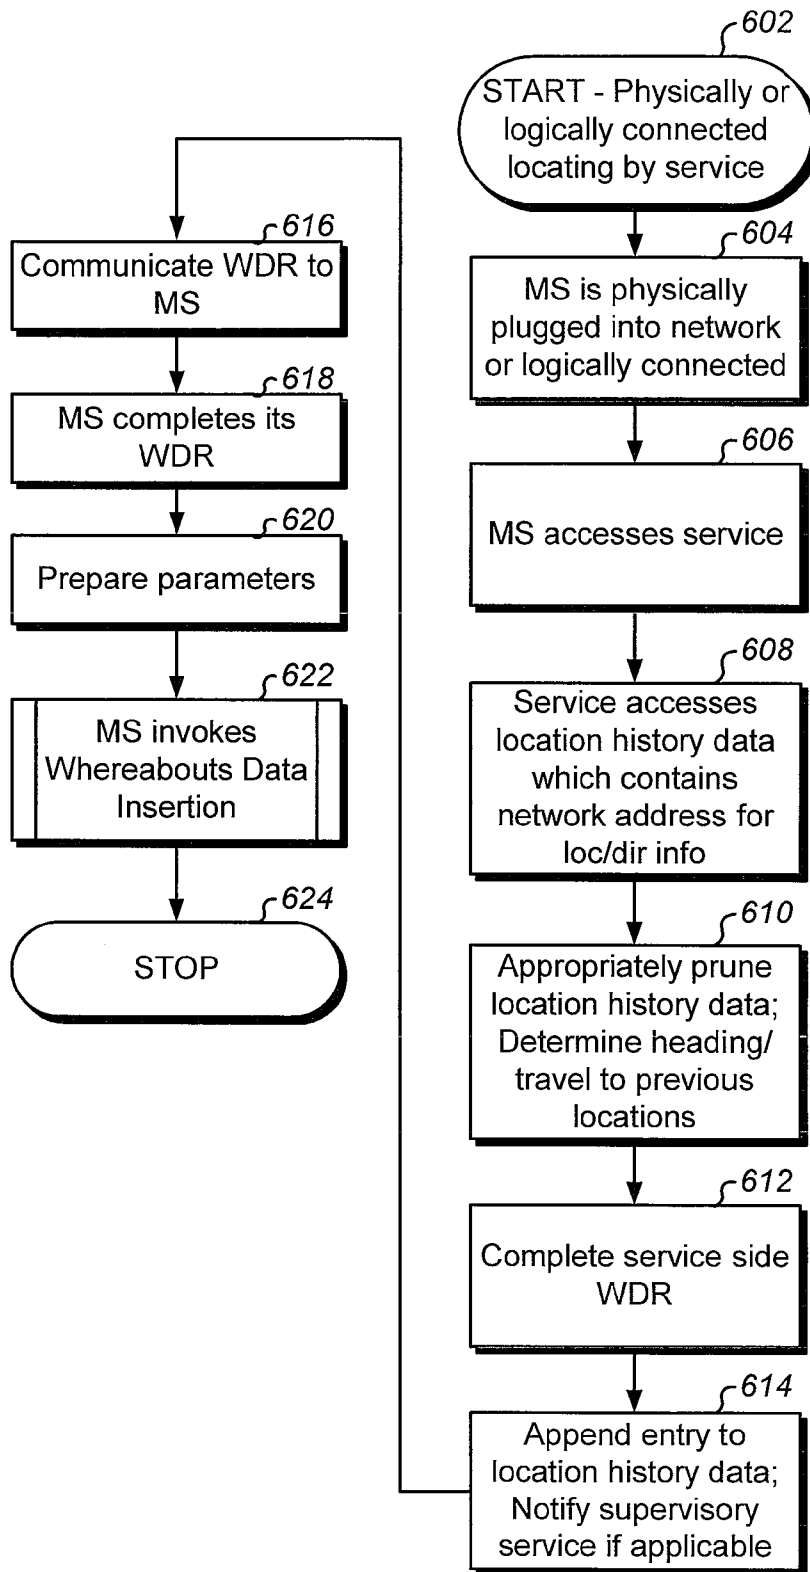 602
START - Physically or
logically connected
locating by service
604
MS is physically
plugged into network
or logically connected
606
MS accesses service
608
Service accesses
location history data
which contains
network address for
loc/dir info
610
Appropriately prune
location history data;
Determine heading/
travel to previous
locations
612
Complete service side
WDR
614
Append entry to
location history data;
Notify supervisory
service if applicable
616
Communicate WDR to
MS
618
MS completes its
WDR
620
Prepare parameters
622
MS invokes
Whereabouts Data
Insertion
624
STOP